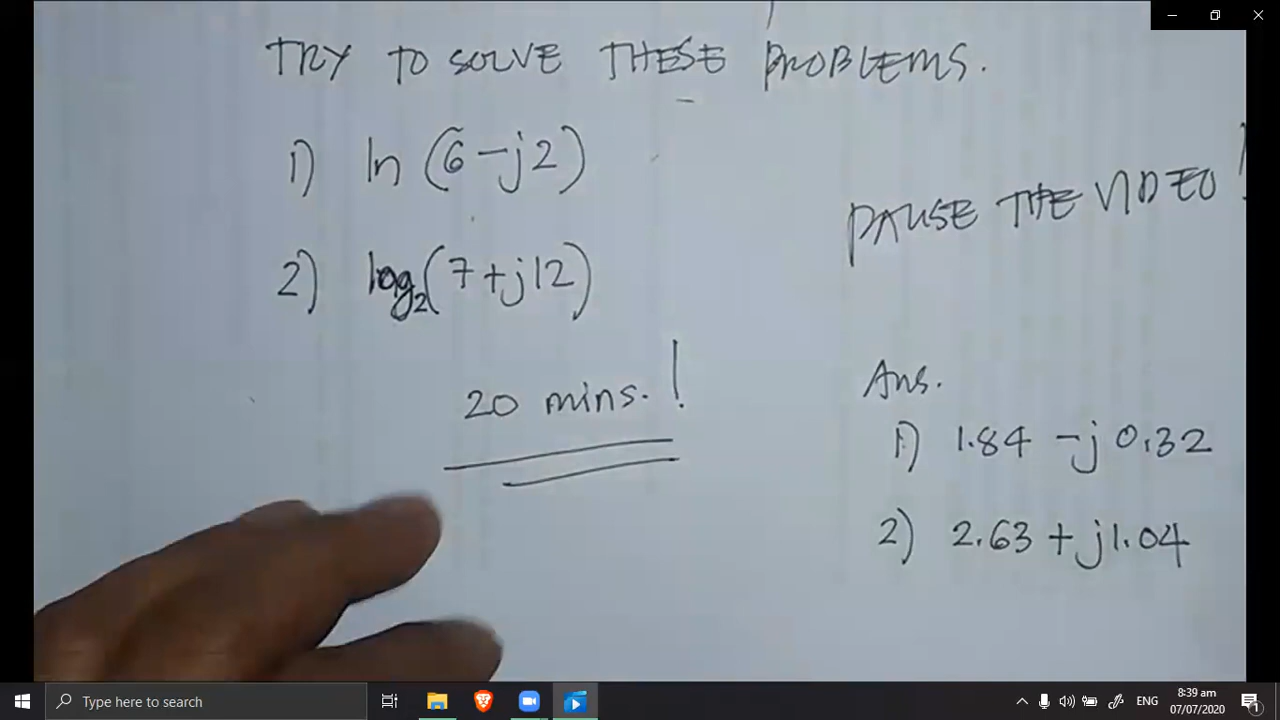 TRY TO SOLVE THESE PROBLEMS.
1) ln (6 - j2)
PAUSE THE VIDEO !
2) log₂(7 + j12)
20 mins. !
Ans.
1) 1.84 - j 0.32
2) 2.63 + j1.04
Type here to search
ENG
8:39 am
07/07/2020
1